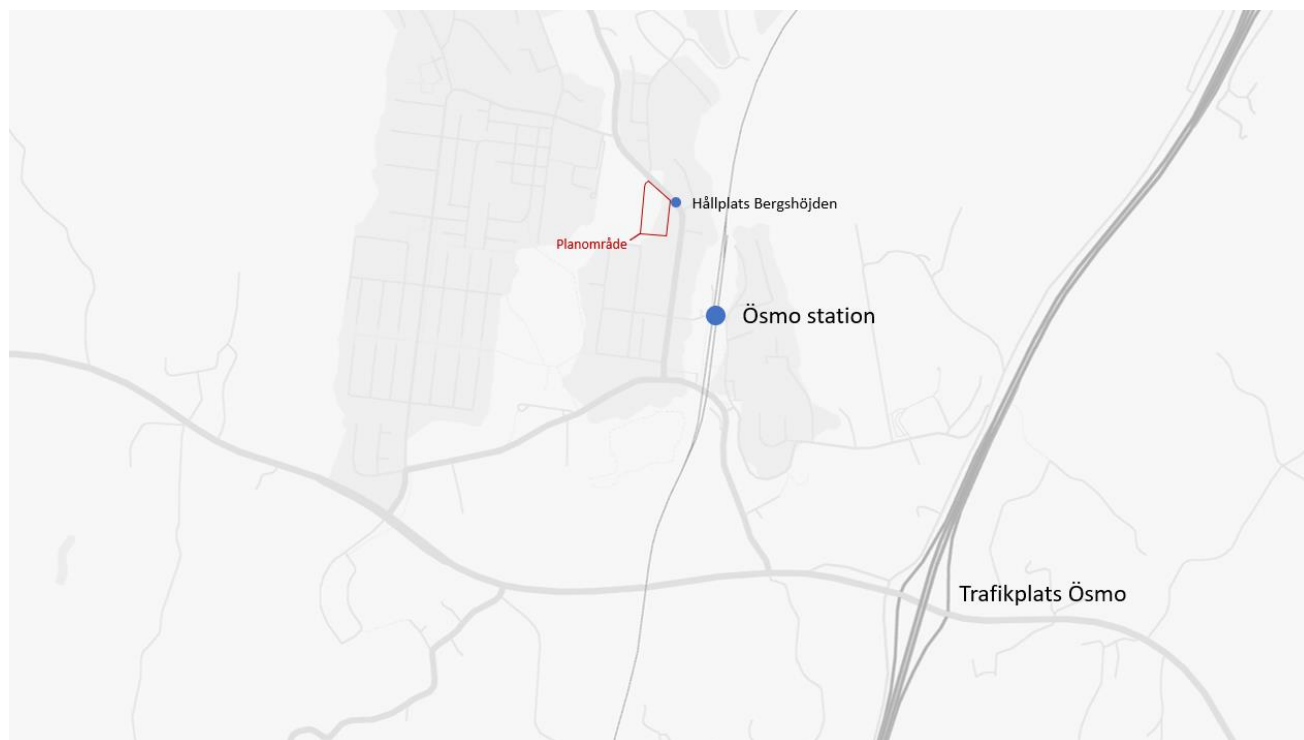 Hållplats Bergshöjden
Planområde
Ösmo station
Trafikplats Ösmo